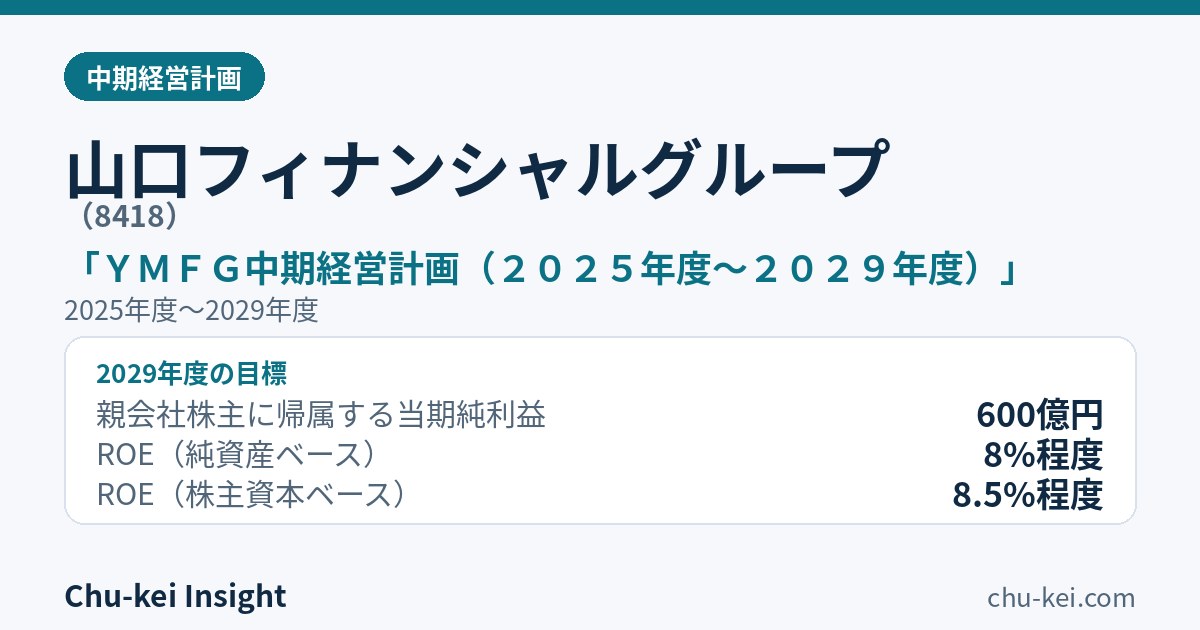 中期経営計画
山口フィナンシャルグループ
（8418）
「ＹＭＦＧ中期経営計画（２０２５年度～２０２９年度）」
2025年度～2029年度
2029年度の目標
親会社株主に帰属する当期純利益 600億円
ROE（純資産ベース） 8%程度
ROE（株主資本ベース） 8.5%程度
Chu-kei Insight chu-kei.com